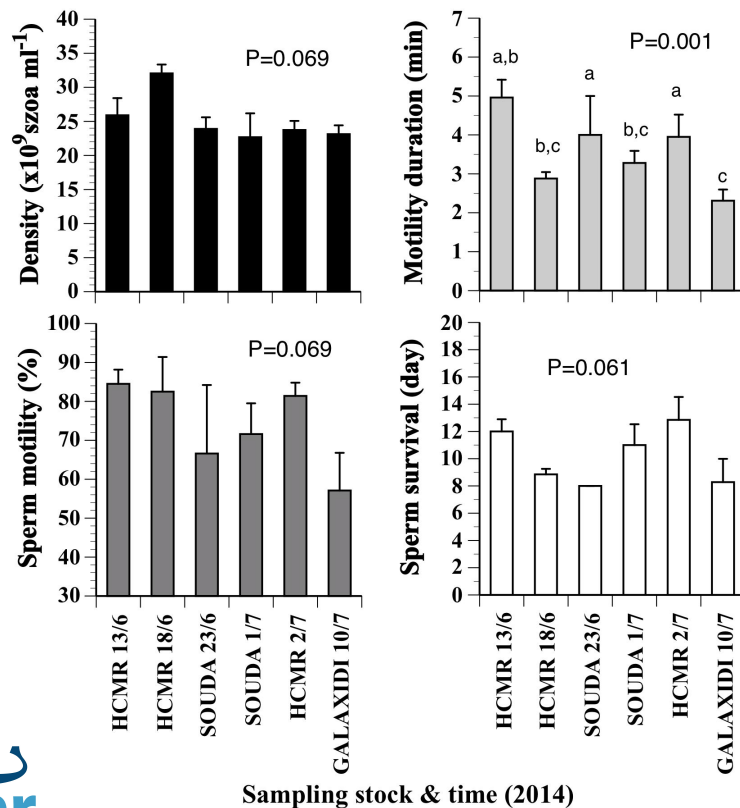 Density (x10⁹szoa ml⁻¹)
40
35
30
25
20
15
10
5
0
P=0.069
Motility duration (min)
7
6
5
4
3
2
1
0
P=0.001
a,b
b,c
a
b,c
a
c
Sperm motility (%)
100
90
80
70
60
50
40
30
P=0.069
HCMR 13/6
HCMR 18/6
SOUDA 23/6
SOUDA 1/7
HCMR 2/7
GALAXIDI 10/7
Sperm survival (day)
20
18
16
14
12
10
8
6
4
2
0
P=0.061
HCMR 13/6
HCMR 18/6
SOUDA 23/6
SOUDA 1/7
HCMR 2/7
GALAXIDI 10/7
Sampling stock & time (2014)